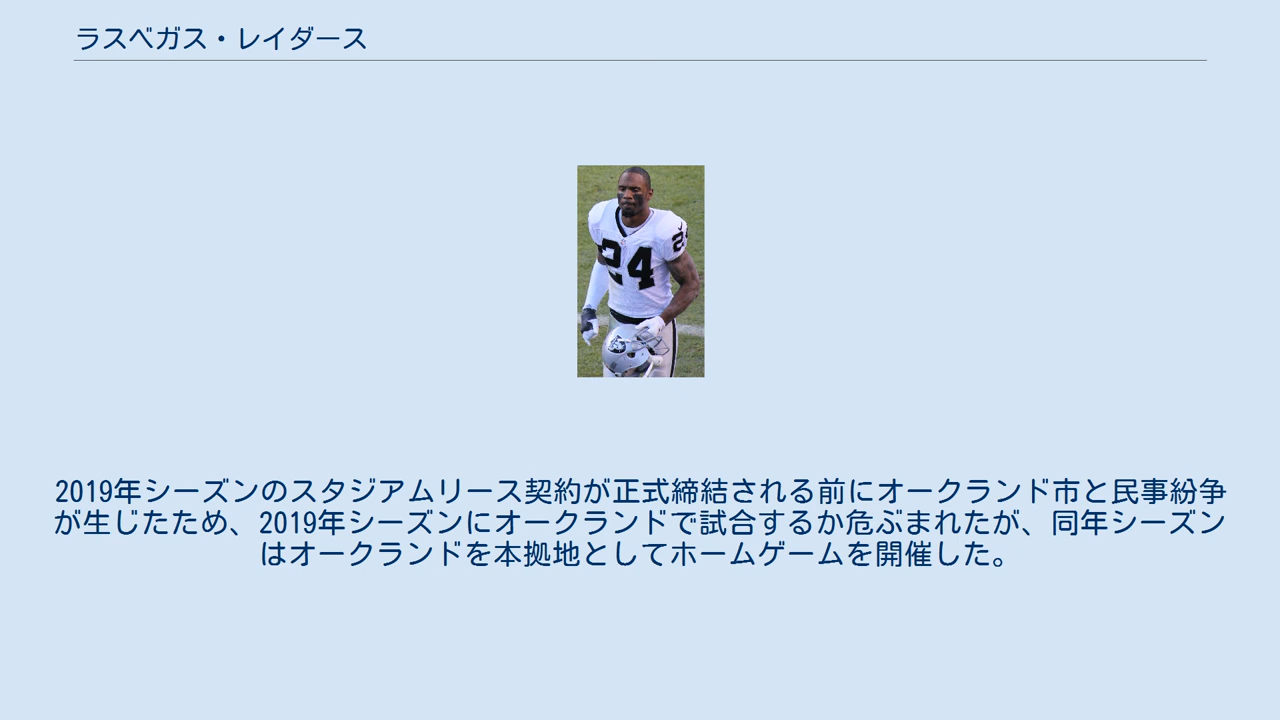 ラスベガス・レイダース
24
24
2019年シーズンのスタジアムリース契約が正式締結される前にオークランド市と民事紛争
が生じたため、2019年シーズンにオークランドで試合するか危ぶまれたが、同年シーズン
はオークランドを本拠地としてホームゲームを開催した。